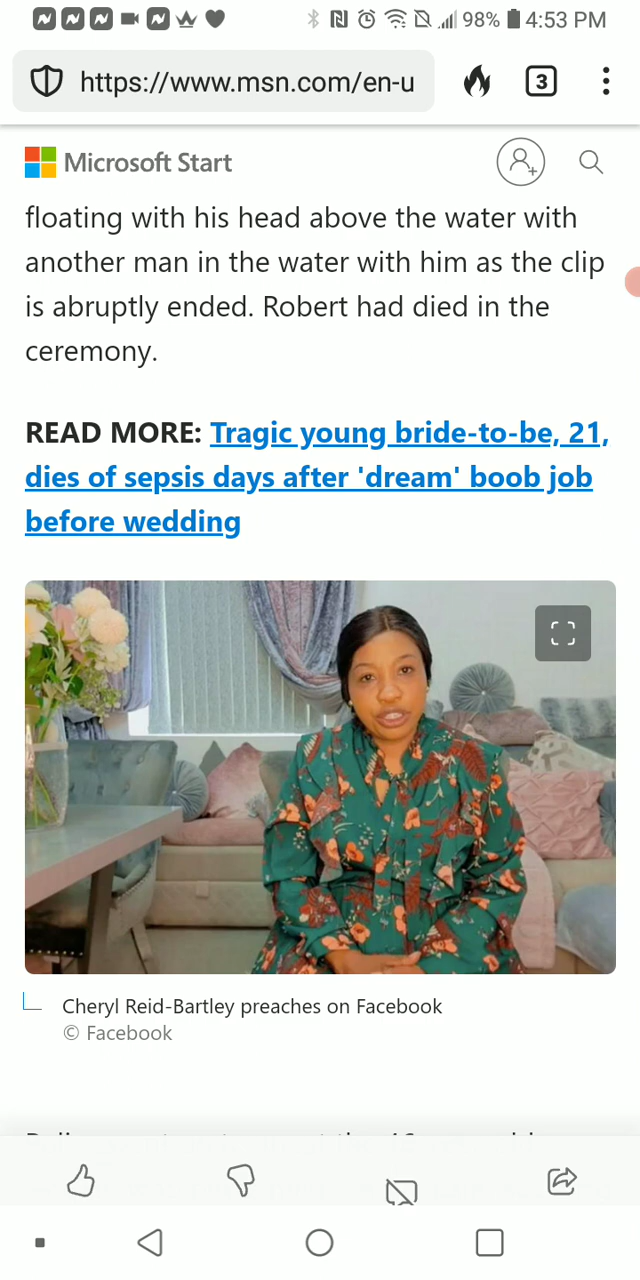 98% 4:53 PM
https://www.msn.com/en-u
3
Microsoft Start
floating with his head above the water with
another man in the water with him as the clip
is abruptly ended. Robert had died in the
ceremony.
READ MORE: Tragic young bride-to-be, 21,
dies of sepsis days after 'dream' boob job
before wedding
Cheryl Reid-Bartley preaches on Facebook
© Facebook